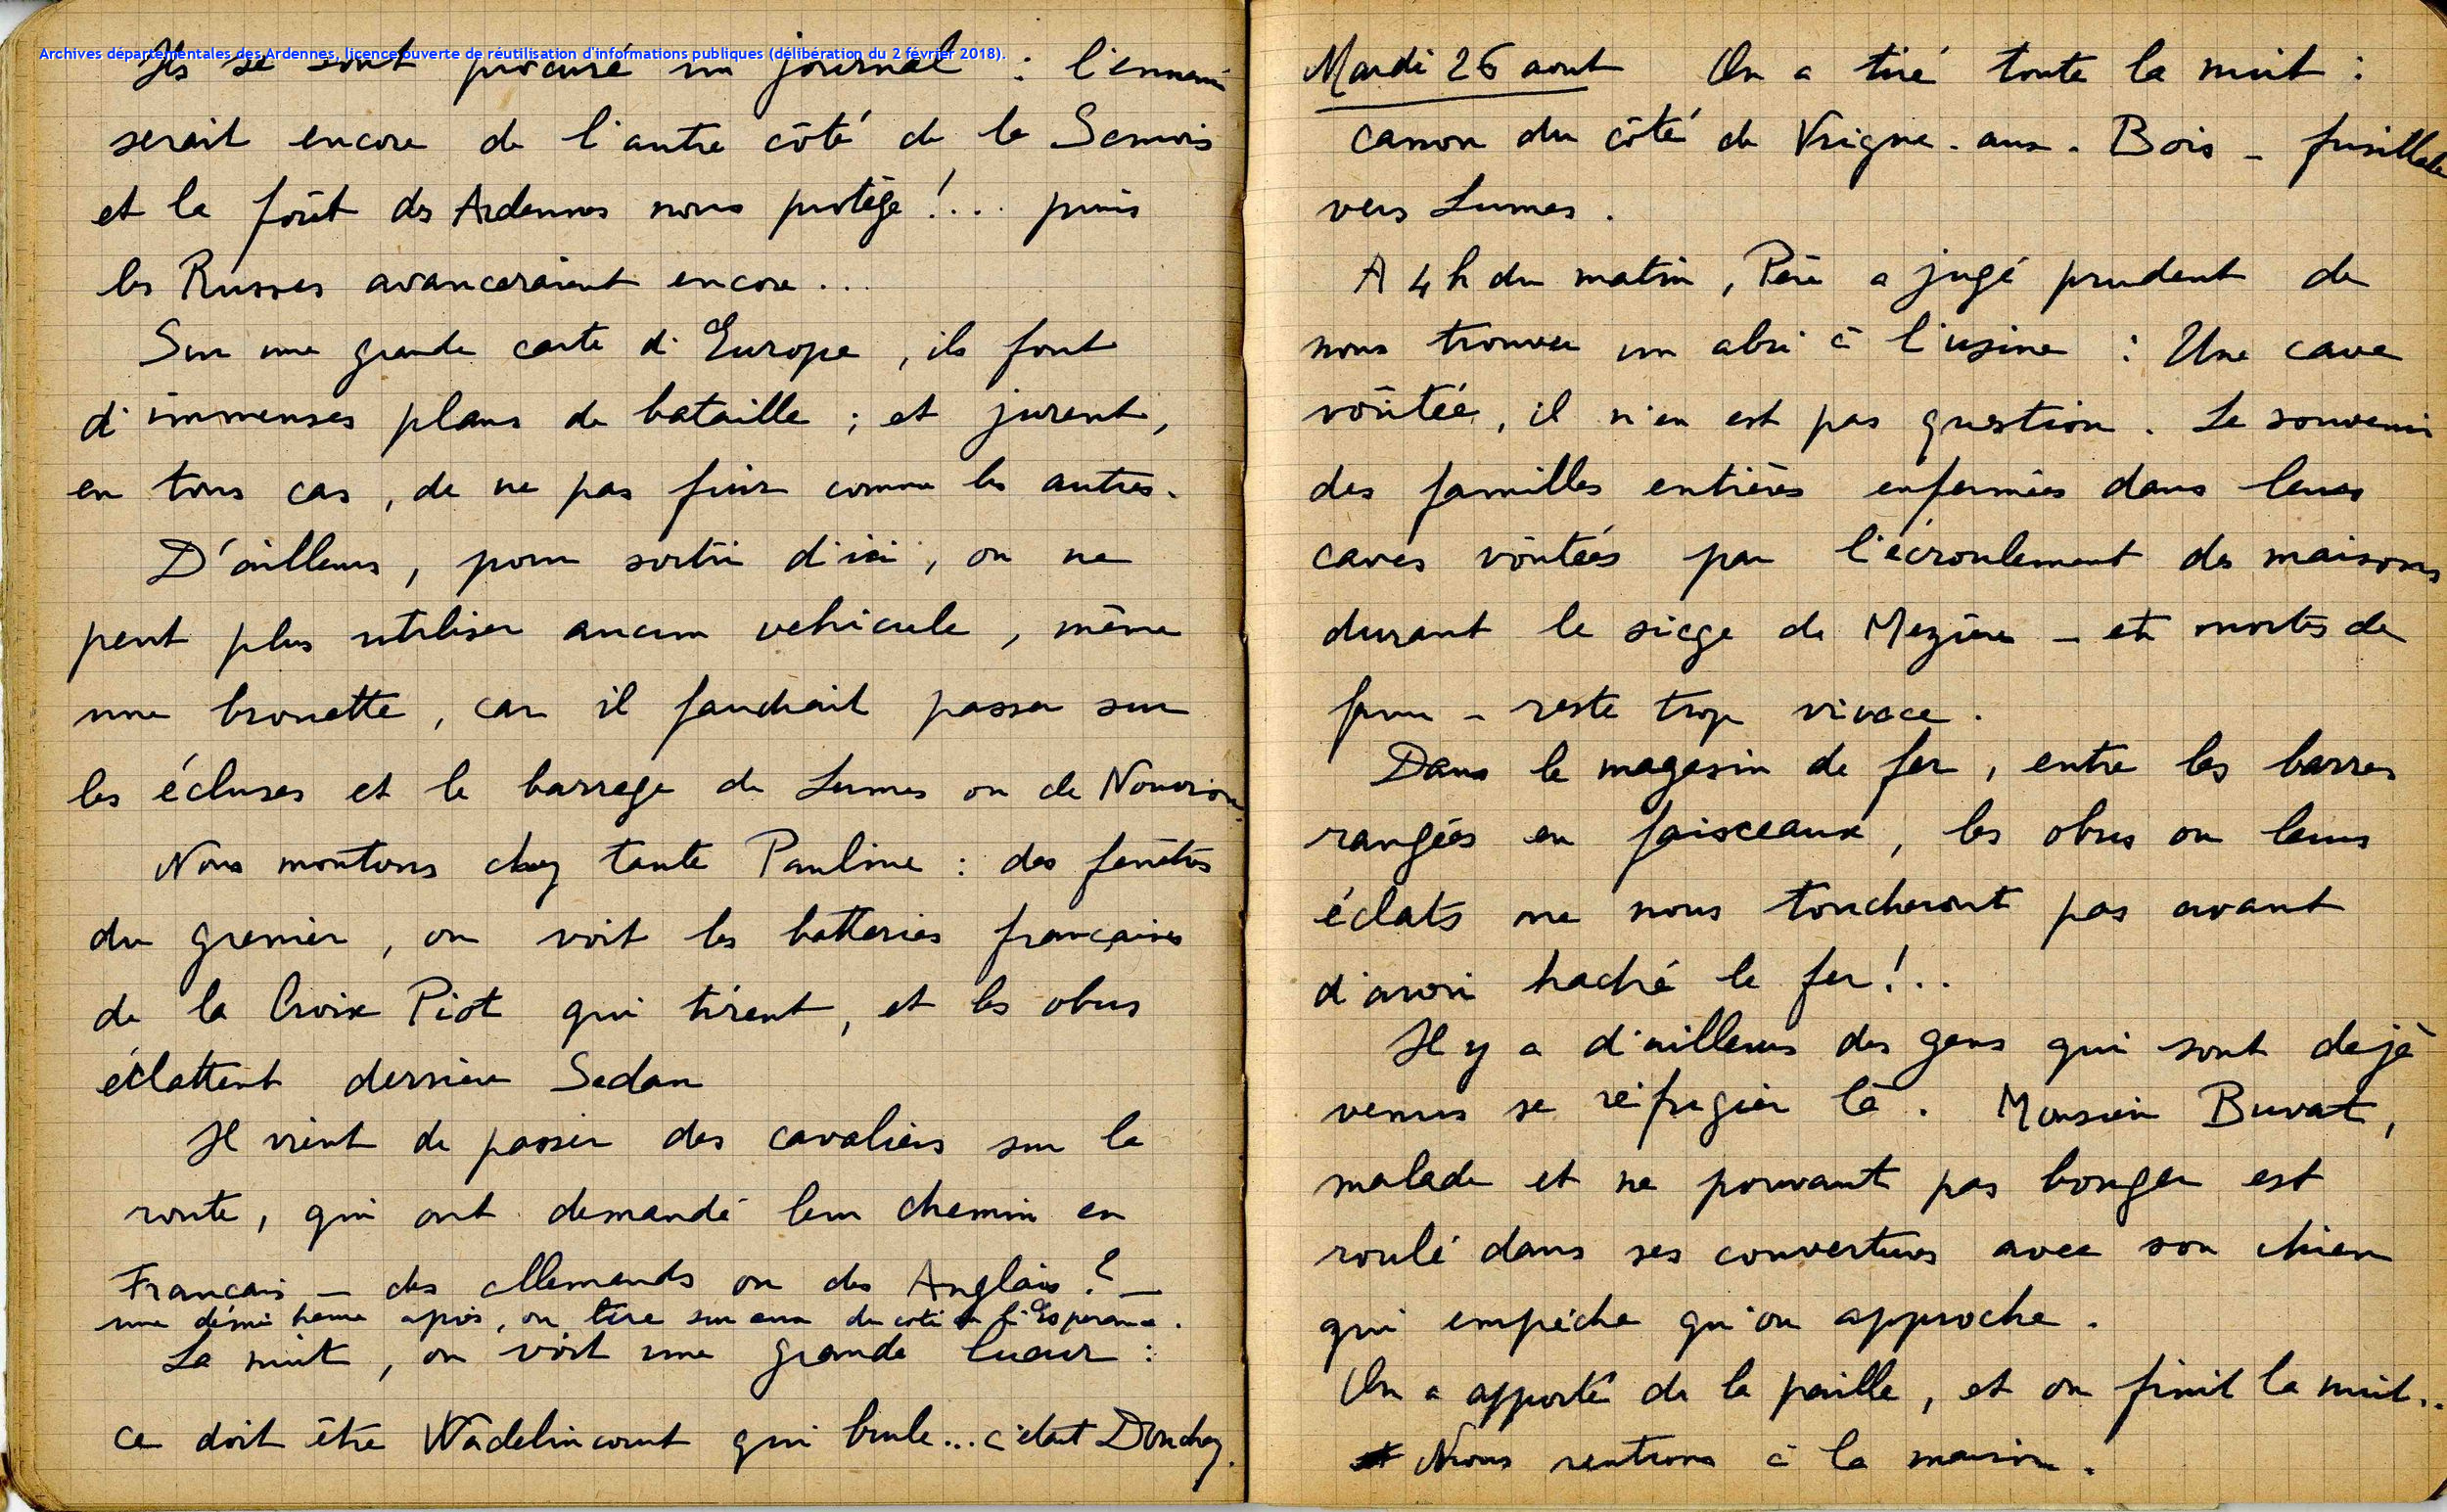 Archives départementales des Ardennes, licence ouverte de réutilisation d'informations publiques (délibération du 2 février 2018).
Ils se sont procuré un journal : l'ennemi
serait encore de l'autre côté de la Semois
et la forêt des Ardennes nous protège !... puis
les Russes avanceraient encore...
Sur une grande carte d'Europe, ils font
d'immenses plans de bataille ; et jurent,
en tous cas, de ne pas finir comme les autres.
D'ailleurs, pour sortir d'ici, on ne
peut plus utiliser aucun vehicule, même
une brouette, car il faudrait passer sur
les écluses et le barrage de Lumes ou de Nouvion
Nous montons chez tante Pauline : des fenêtres
du grenier, on voit les batteries françaises
de la Croix Piot qui tirent, et les obus
éclattent derrière Sedan
Il vient de passer des cavaliers sur la
route, qui ont demandé leur chemin en
Français — des Allemands ou des Anglais ? —
une démi heure après, on tire sur eux du coté de l'Esperance.
La nuit, on voit une grande lueur :
ce doit être Wadelincourt qui brule... c'était Donchery.
Mardi 26 aout On a tiré toute la nuit :
canon du côté de Vrigne-aux-Bois - fusillade
vers Lumes.
A 4 h du matin, Père a jugé prudent de
nous trouver un abri à l'usine : Une cave
voûtée, il n'en est pas question. Le souvenir
des familles entières enfermées dans leurs
caves voûtées par l'écroulement des maisons
durant le siege de Mezières - et mortes de
faim - reste trop vivace.
Dans le magasin de fer, entre les barres
rangées en faisceaux, les obus ou leurs
éclats ne nous toucheront pas avant
d'avoir haché le fer !..
Il y a d'ailleurs des gens qui sont dejà
venus se réfugier là. Monsieur Buvat,
malade et ne pouvant pas bouger est
roulé dans ses couvertures avec son chien
qui empêche qu'on approche.
On a apporté de la paille, et on finit la nuit..
Nous rentrons à la maison.